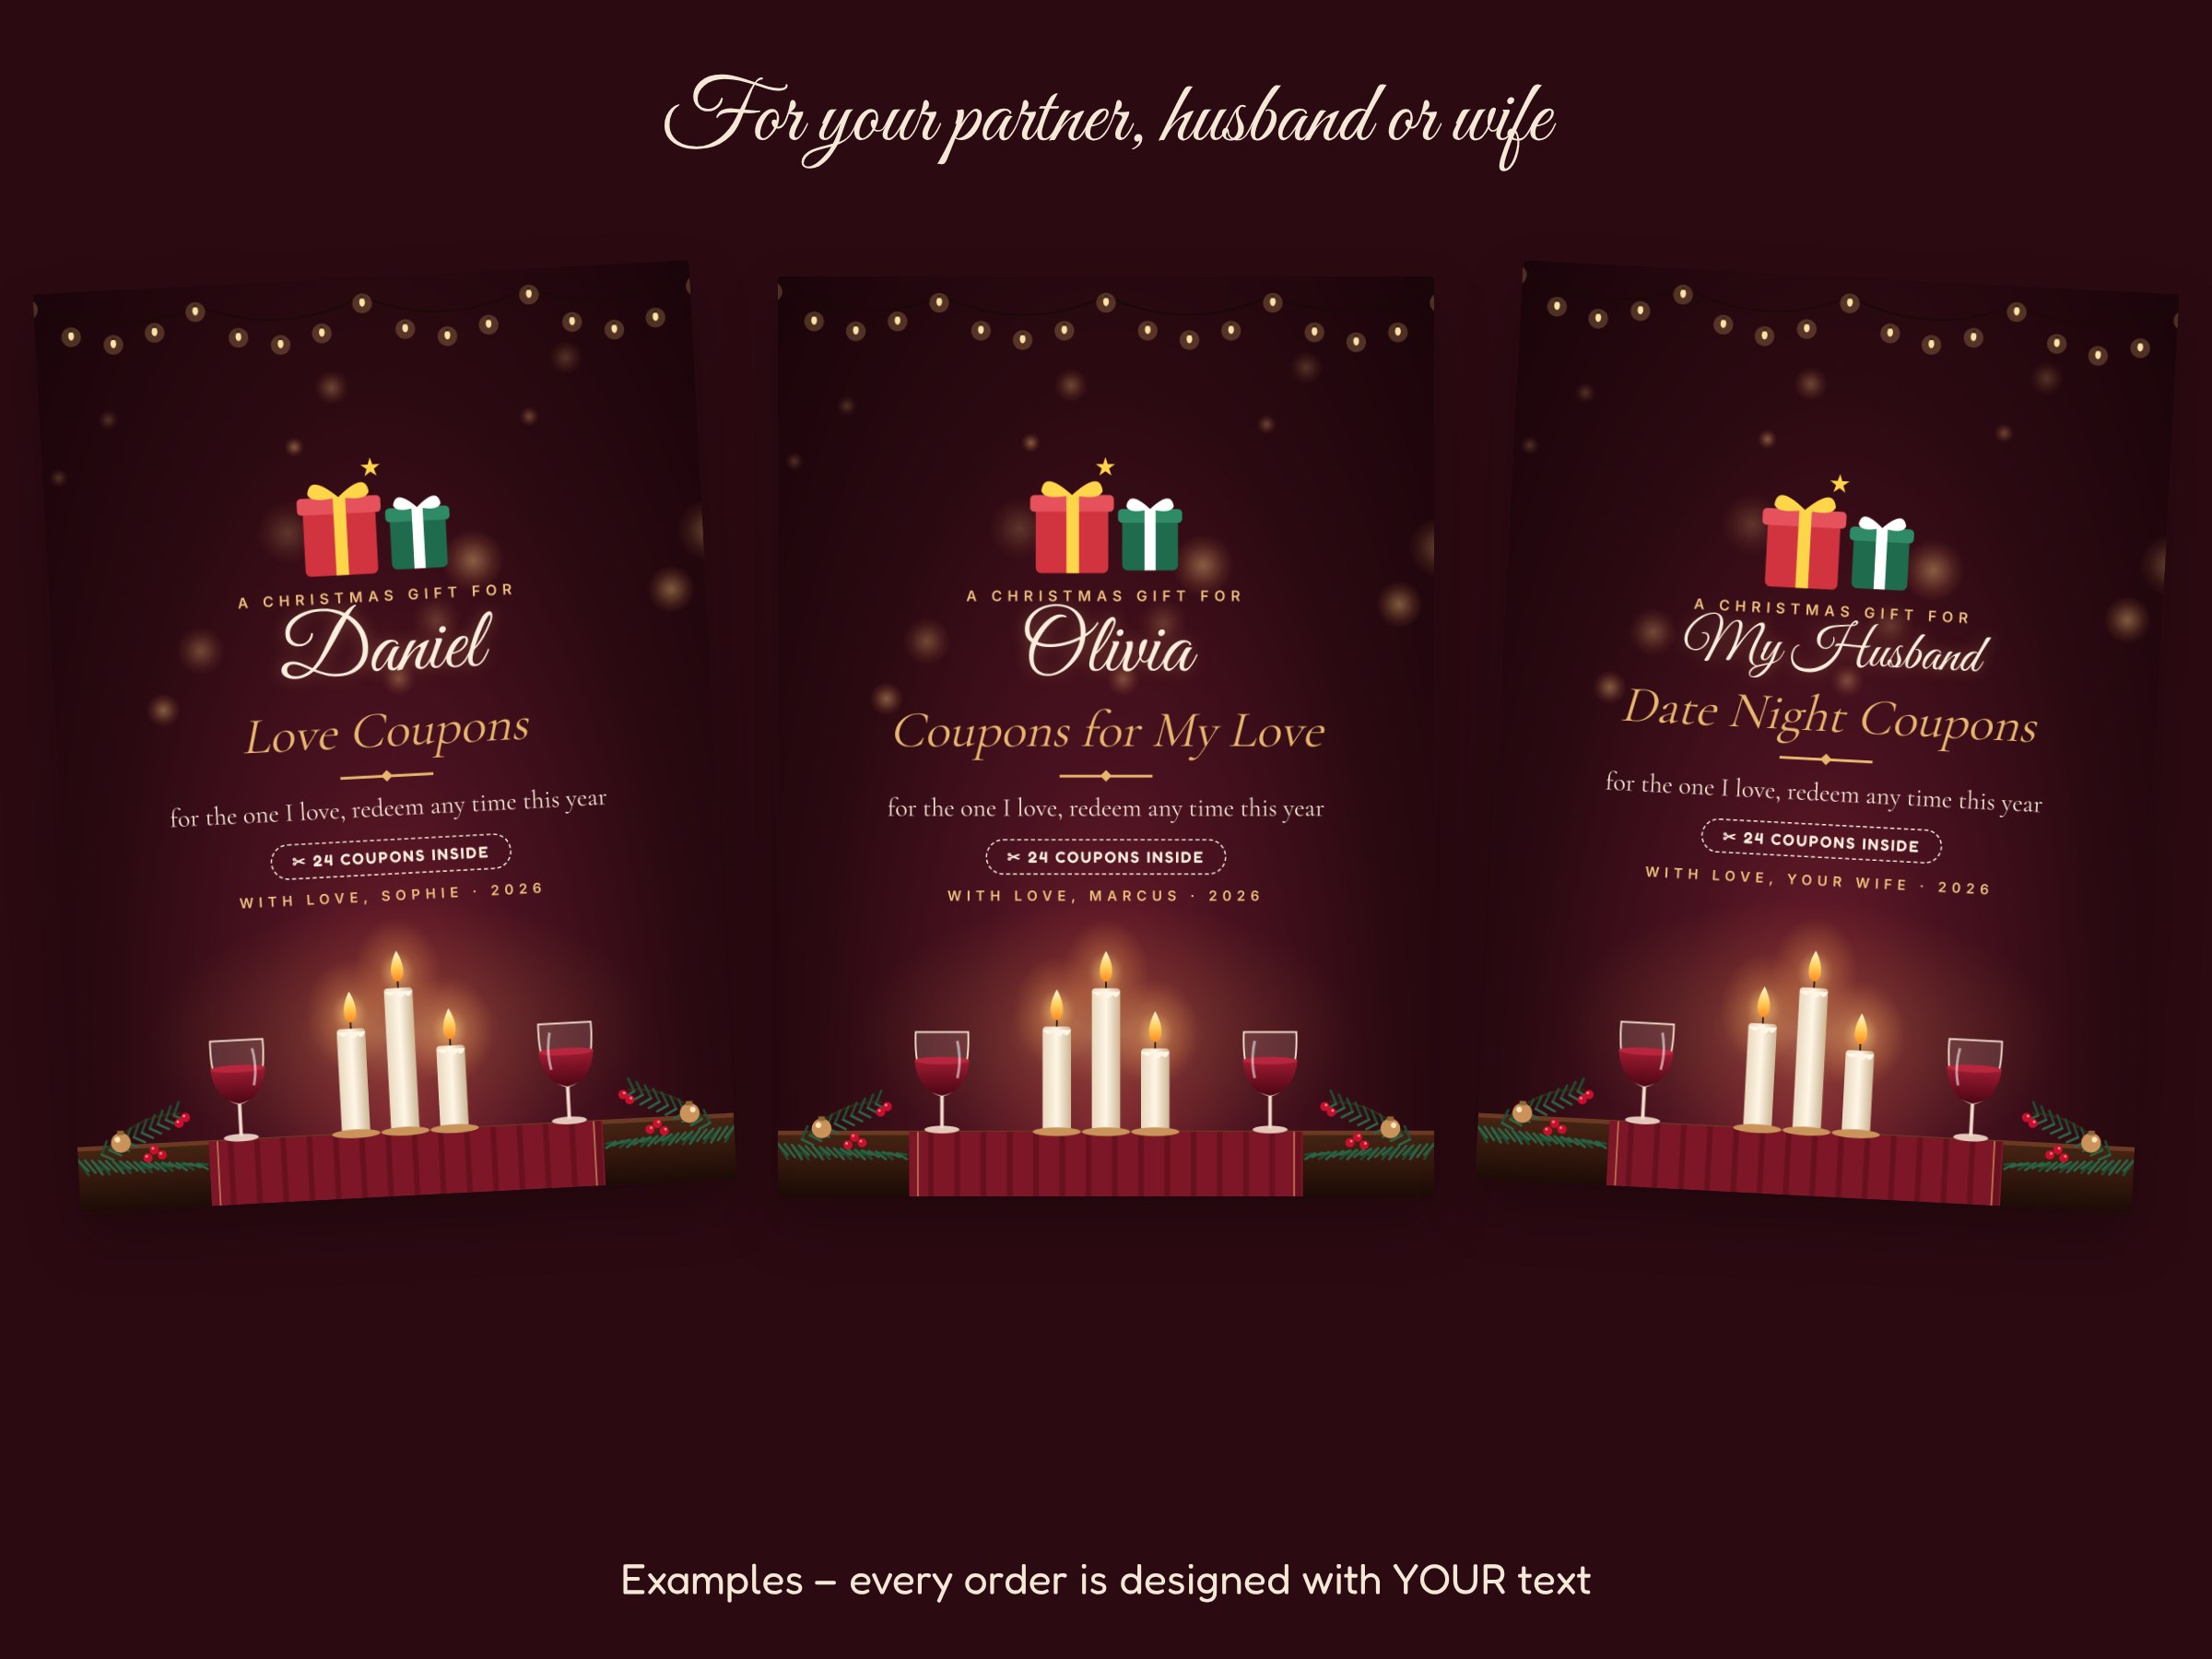 For your partner, husband or wife
A CHRISTMAS GIFT FOR
Daniel
Love Coupons
for the one I love, redeem any time this year
✂ 24 COUPONS INSIDE
WITH LOVE, SOPHIE · 2026
A CHRISTMAS GIFT FOR
Olivia
Coupons for My Love
for the one I love, redeem any time this year
✂ 24 COUPONS INSIDE
WITH LOVE, MARCUS · 2026
A CHRISTMAS GIFT FOR
My Husband
Date Night Coupons
for the one I love, redeem any time this year
✂ 24 COUPONS INSIDE
WITH LOVE, YOUR WIFE · 2026
Examples – every order is designed with YOUR text